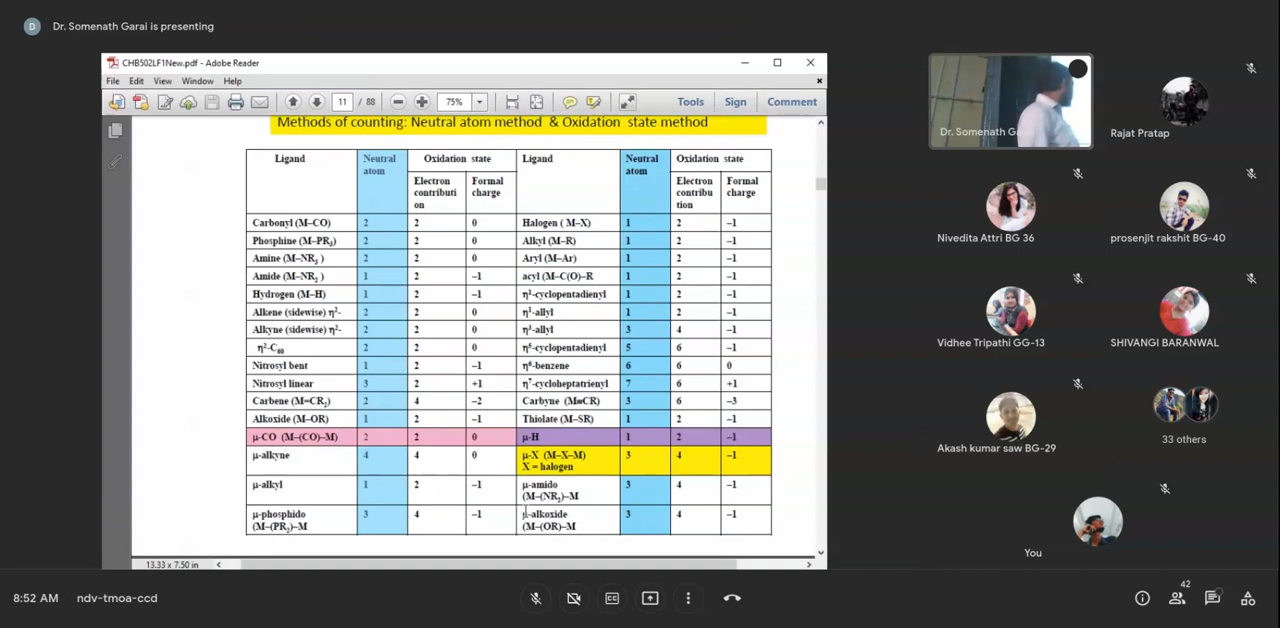 D Dr. Somenath Garai is presenting
CHB502LF1New.pdf - Adobe Reader
File Edit View Window Help
11 / 88 75% Tools Sign Comment
Methods of counting: Neutral atom method & Oxidation state method
Ligand Neutral atom Oxidation state Ligand Neutral atom Oxidation state
Electron contributi on Formal charge Electron contribu tion Formal charge
Carbonyl (M–CO) 2 2 0 Halogen ( M–X) 1 2 –1
Phosphine (M–PR3) 2 2 0 Alkyl (M–R) 1 2 –1
Amine (M–NR3 ) 2 2 0 Aryl (M–Ar) 1 2 –1
Amide (M–NR2 ) 1 2 –1 acyl (M–C(O)–R 1 2 –1
Hydrogen (M–H) 1 2 –1 η1-cyclopentadienyl 1 2 –1
Alkene (sidewise) η2- 2 2 0 η1-allyl 1 2 –1
Alkyne (sidewise) η2- 2 2 0 η3-allyl 3 4 –1
η2-C60 2 2 0 η5-cyclopentadienyl 5 6 –1
Nitrosyl bent 1 2 –1 η6-benzene 6 6 0
Nitrosyl linear 3 2 +1 η7-cycloheptatrienyl 7 6 +1
Carbene (M=CR2) 2 4 –2 Carbyne (M≡CR) 3 6 –3
Alkoxide (M–OR) 1 2 –1 Thiolate (M–SR) 1 2 –1
μ-CO (M–(CO)–M) 2 2 0 μ-H 1 2 –1
μ-alkyne 4 4 0 μ-X (M–X–M) 3 4 –1
X = halogen
μ-alkyl 1 2 –1 μ-amido 3 4 –1
(M–(NR2)–M
μ-phosphido 3 4 –1 μ-alkoxide 3 4 –1
(M–(PR2)–M (M–(OR)–M
13.33 x 7.50 in
Dr. Somenath Ga
Rajat Pratap
Nivedita Attri BG 36
prosenjit rakshit BG-40
Vidhee Tripathi GG-13
SHIVANGI BARANWAL
Akash kumar saw BG-29
33 others
You
8:52 AM ndv-tmoa-ccd
CC
42